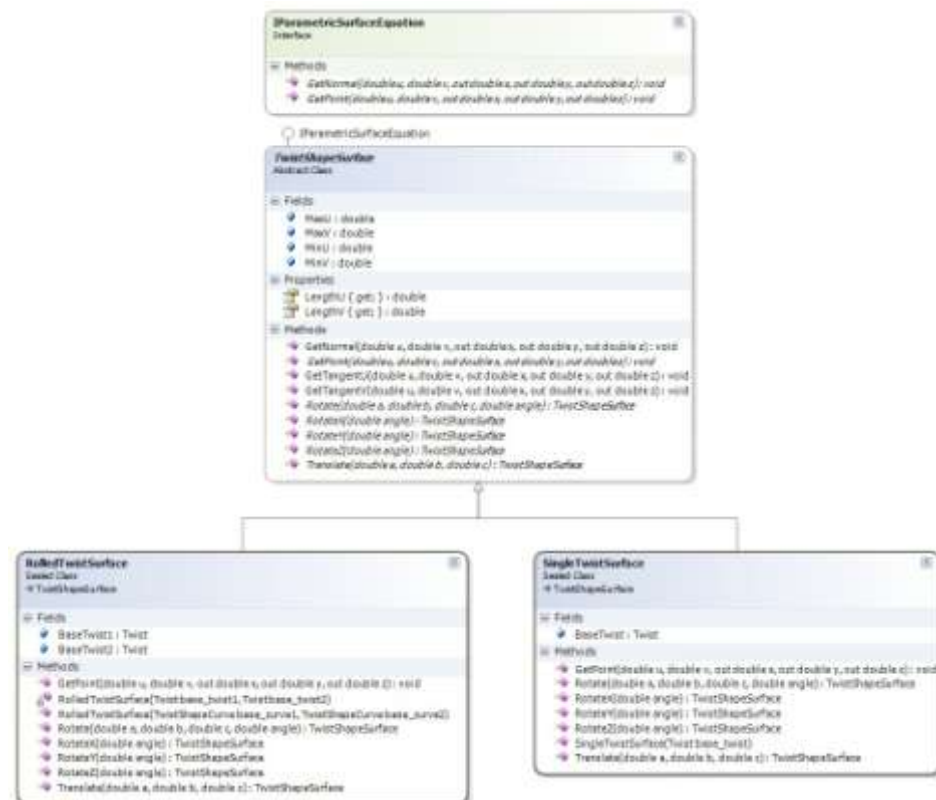 IParametricSurfaceEquation
Interface
Methods
GetNormal(double u, double v, out double x, out double y, out double z) : void
GetPoint(double u, double v, out double x, out double y, out double z) : void
IParametricSurfaceEquation
TwistShapeSurface
Abstract Class
Fields
MaxU : double
MaxV : double
MinU : double
MinV : double
Properties
LengthU { get; } : double
LengthV { get; } : double
Methods
GetNormal(double u, double v, out double x, out double y, out double z) : void
GetPoint(double u, double v, out double x, out double y, out double z) : void
GetTangentU(double u, double v, out double x, out double y, out double z) : void
GetTangentV(double u, double v, out double x, out double y, out double z) : void
Rotate(double a, double b, double c, double angle) : TwistShapeSurface
RotateX(double angle) : TwistShapeSurface
RotateY(double angle) : TwistShapeSurface
RotateZ(double angle) : TwistShapeSurface
Translate(double a, double b, double c) : TwistShapeSurface
RolledTwistSurface
Sealed Class
TwistShapeSurface
Fields
BaseTwist1 : Twist
BaseTwist2 : Twist
Methods
GetPoint(double u, double v, out double x, out double y, out double z) : void
RolledTwistSurface(Twist base_twist1, Twist base_twist2)
RolledTwistSurface(TwistShapeCurve base_curve1, TwistShapeCurve base_curve2)
Rotate(double a, double b, double c, double angle) : TwistShapeSurface
RotateX(double angle) : TwistShapeSurface
RotateY(double angle) : TwistShapeSurface
RotateZ(double angle) : TwistShapeSurface
Translate(double a, double b, double c) : TwistShapeSurface
SingleTwistSurface
Sealed Class
TwistShapeSurface
Fields
BaseTwist : Twist
Methods
GetPoint(double u, double v, out double x, out double y, out double z) : void
Rotate(double a, double b, double c, double angle) : TwistShapeSurface
RotateX(double angle) : TwistShapeSurface
RotateY(double angle) : TwistShapeSurface
RotateZ(double angle) : TwistShapeSurface
SingleTwistSurface(Twist base_twist)
Translate(double a, double b, double c) : TwistShapeSurface